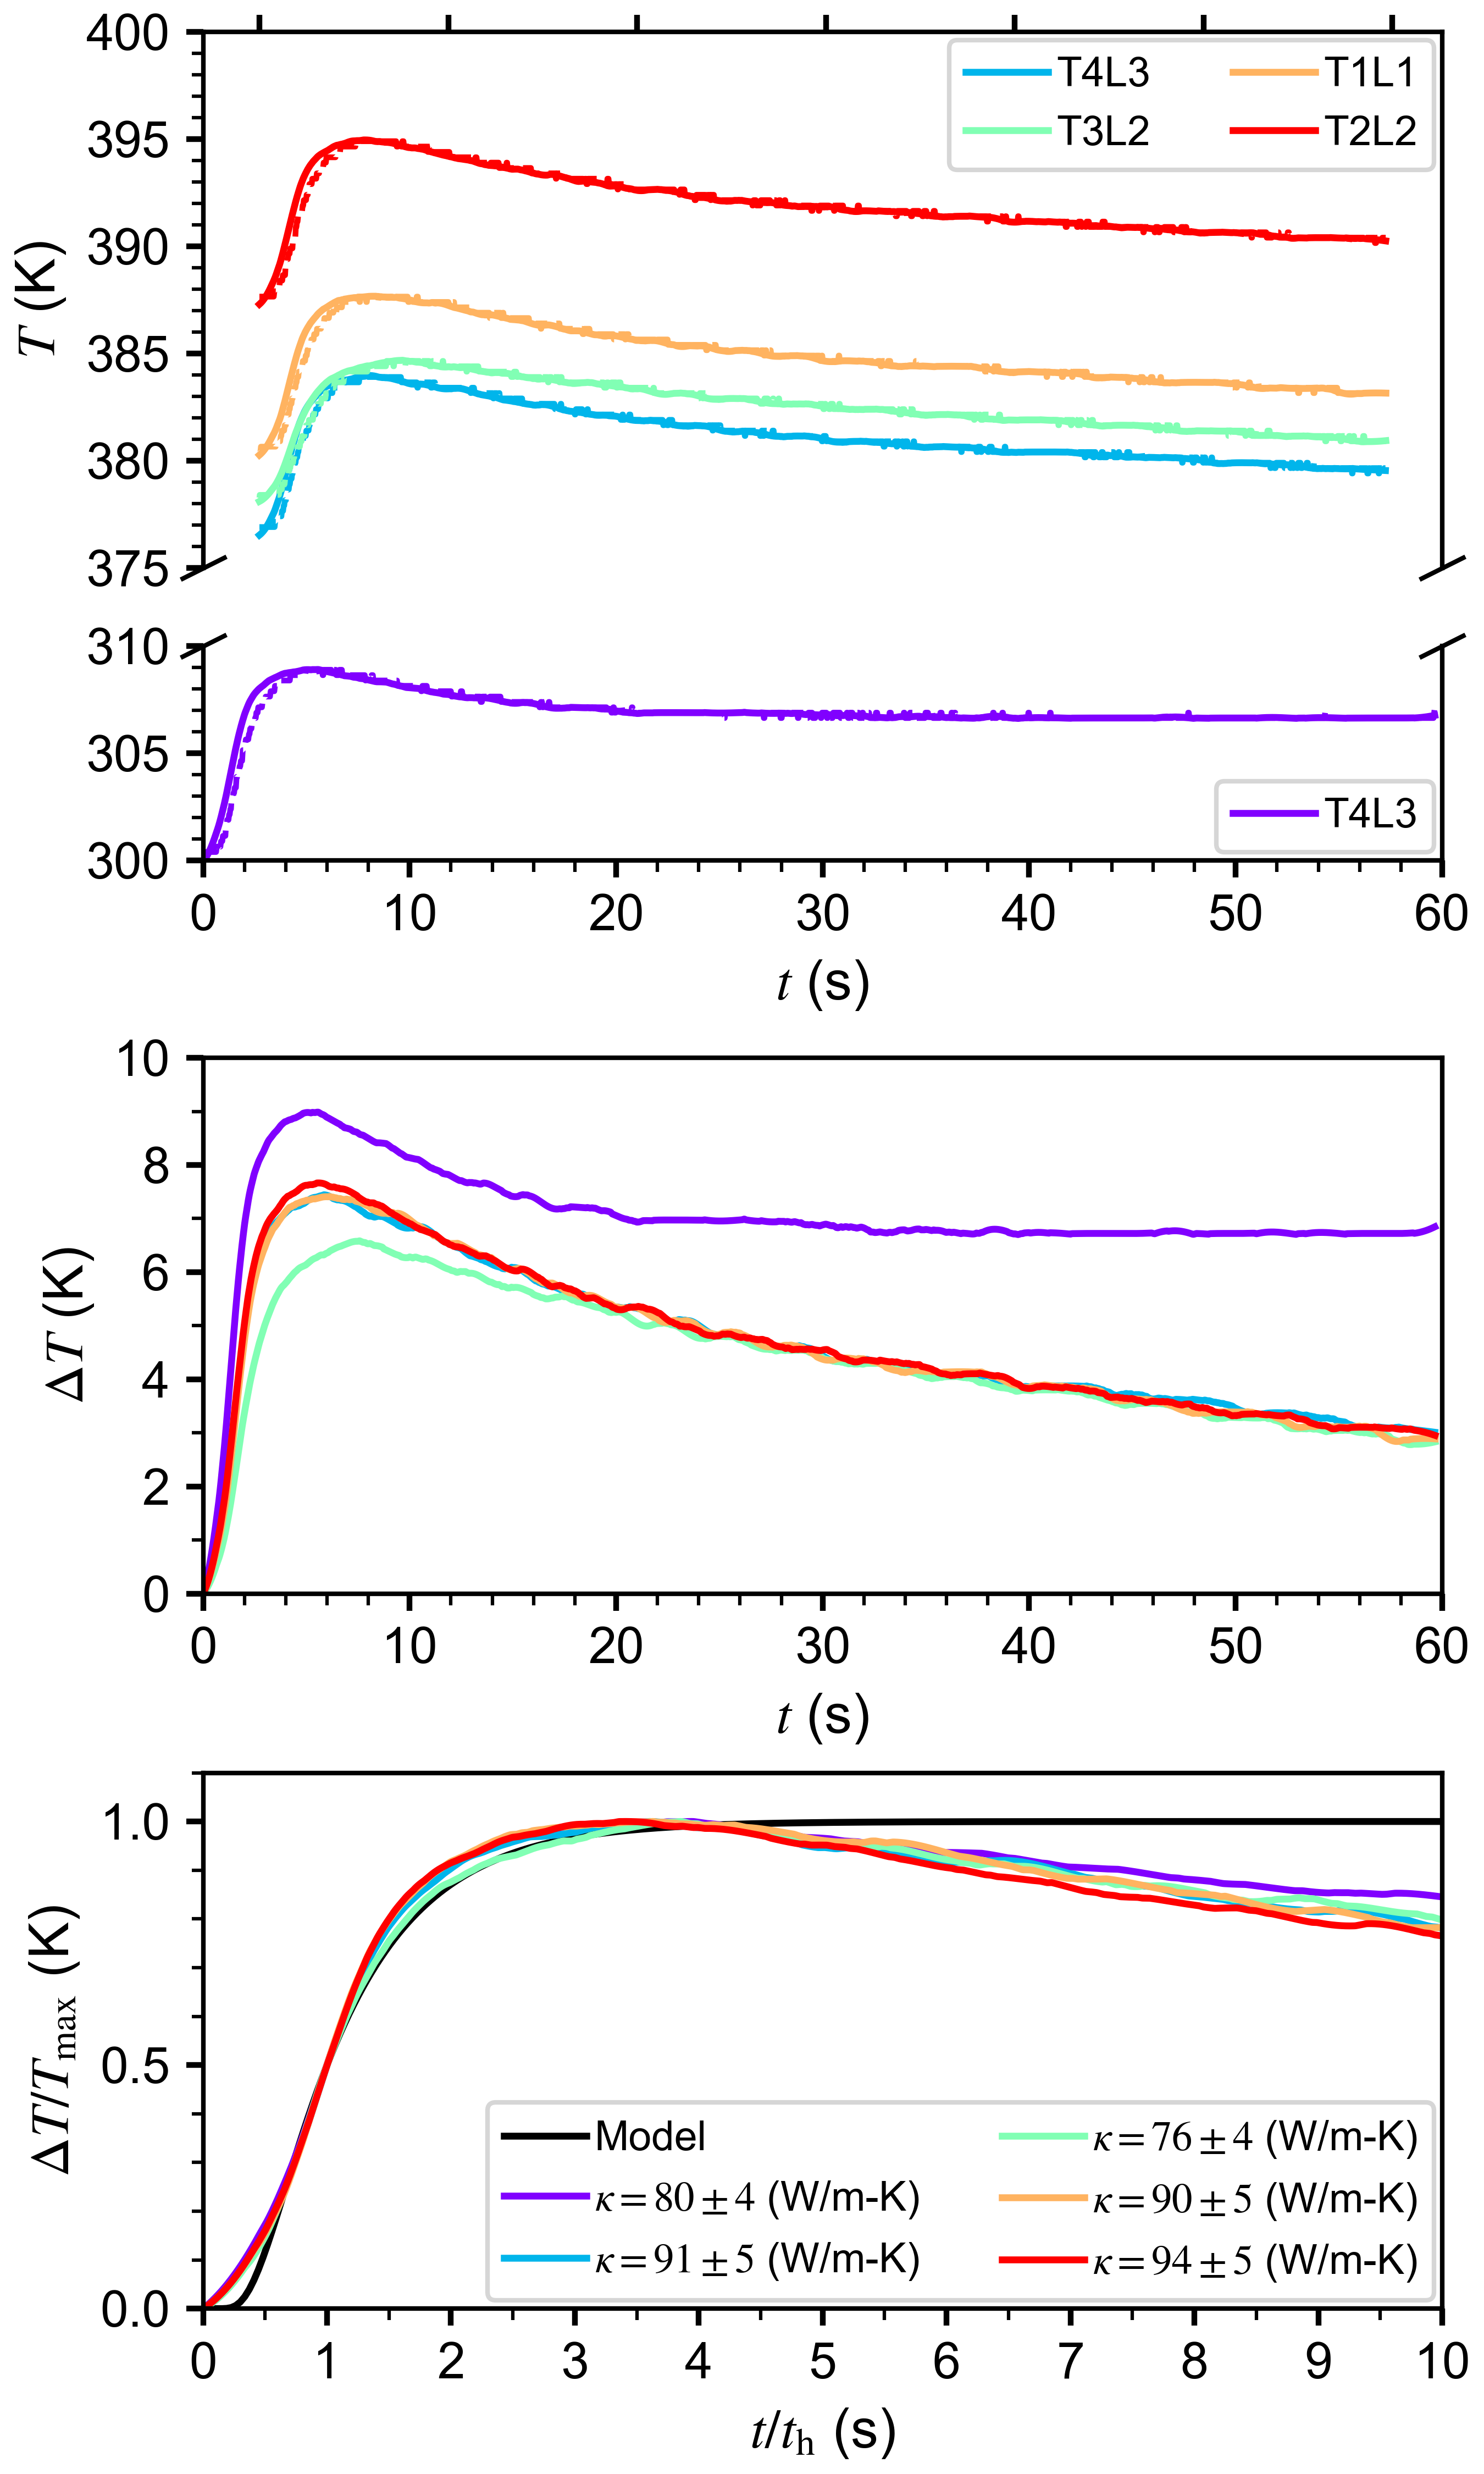 400
T4L3 T1L1
T3L2 T2L2
395
390
T (K)
385
380
375
310
305
T4L3
300
0 10 20 30 40 50 60
t (s)
10
8
6
ΔT (K)
4
2
0
0 10 20 30 40 50 60
t (s)
1.0
ΔT/Tmax (K)
0.5
Model κ = 76 ± 4 (W/m-K)
κ = 80 ± 4 (W/m-K) κ = 90 ± 5 (W/m-K)
κ = 91 ± 5 (W/m-K) κ = 94 ± 5 (W/m-K)
0.0
0 1 2 3 4 5 6 7 8 9 10
t/th (s)